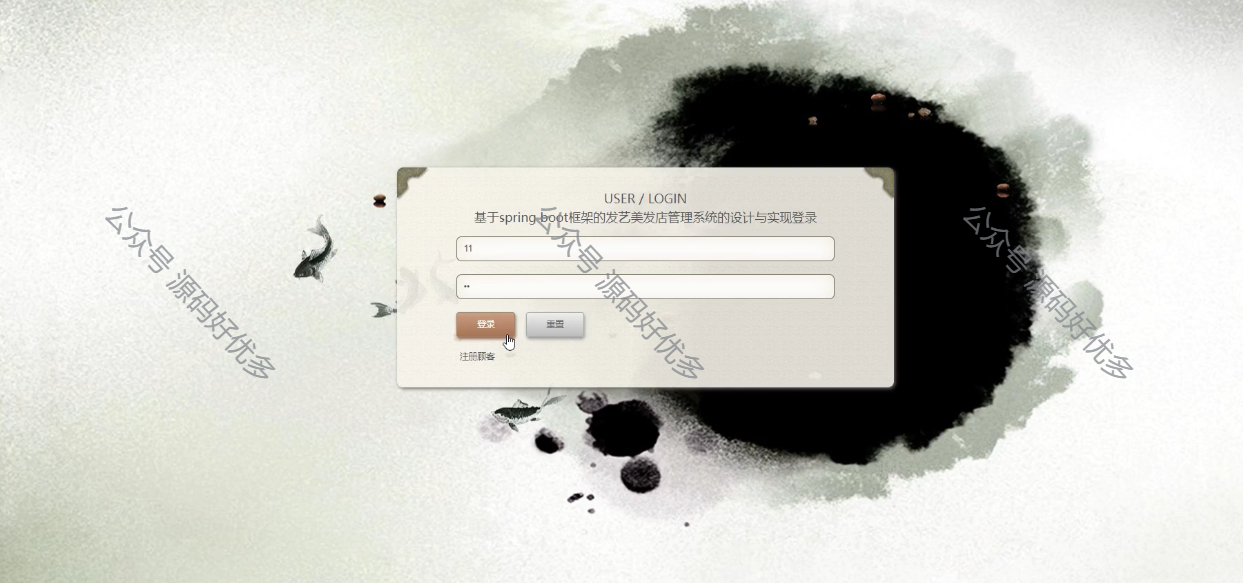 USER / LOGIN
基于spring boot框架的发艺美发店管理系统的设计与实现登录
11
••
登录
重置
注册顾客
公众号 源码好优多
公众号 源码好优多
公众号 源码好优多